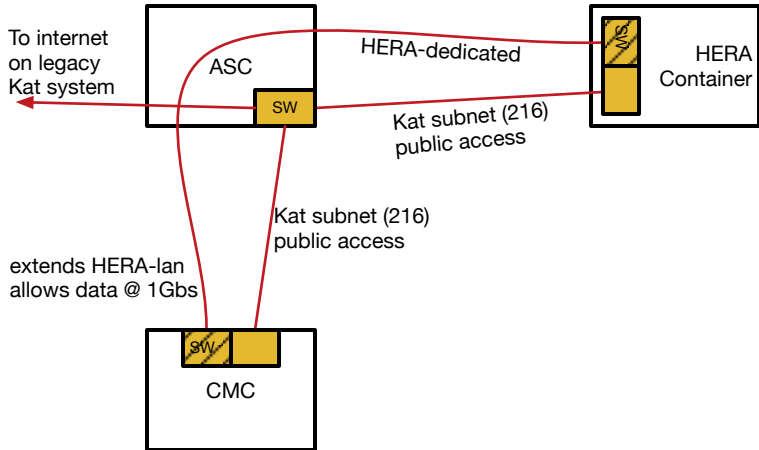 To internet
on legacy
Kat system
ASC
SW
HERA-dedicated
SW
HERA
Container
Kat subnet (216)
public access
Kat subnet (216)
public access
extends HERA-lan
allows data @ 1Gbs
SW
CMC